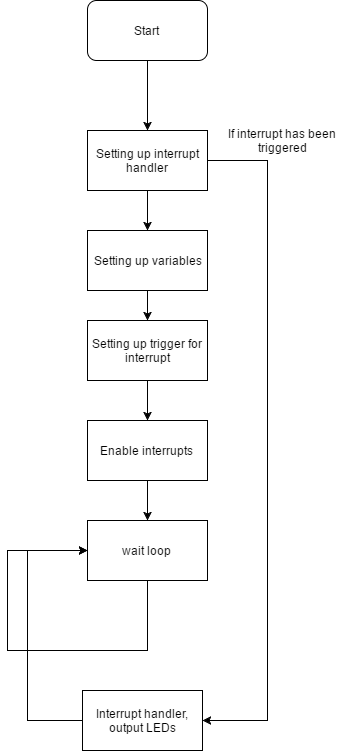 Start
If interrupt has been
triggered
Setting up interrupt
handler
Setting up variables
Setting up trigger for
interrupt
Enable interrupts
wait loop
Interrupt handler,
output LEDs